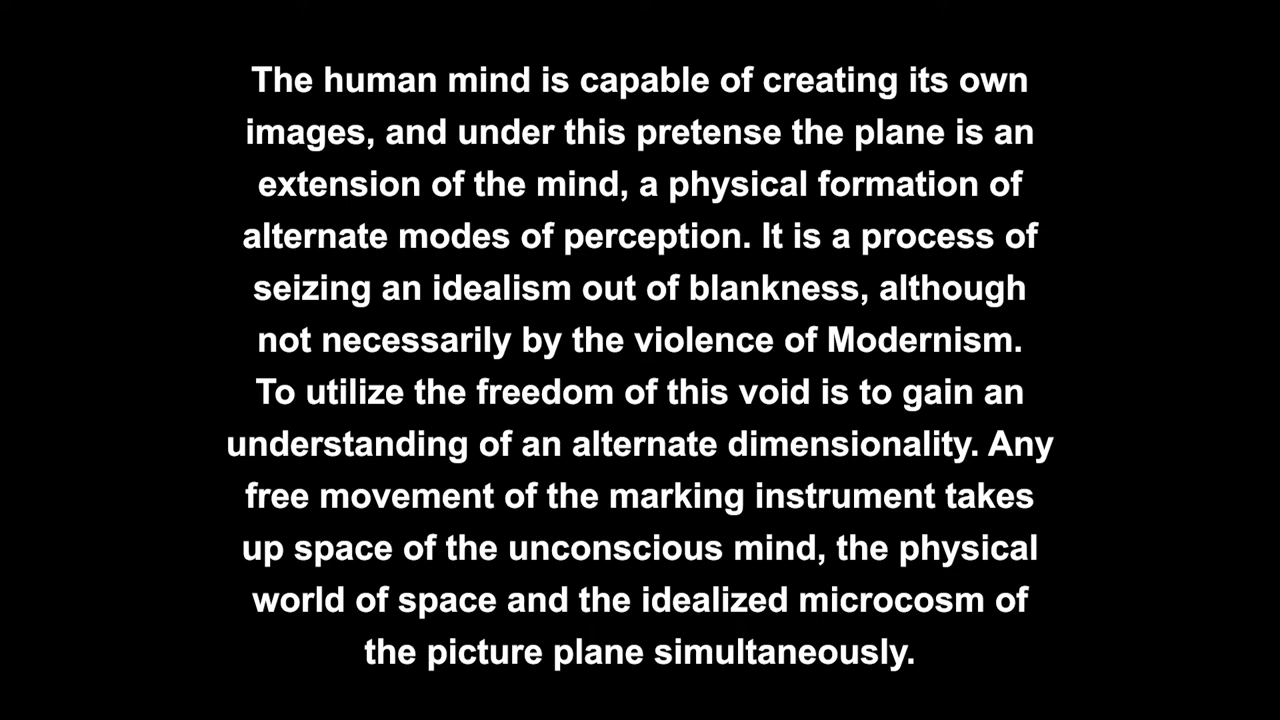 The human mind is capable of creating its own
images, and under this pretense the plane is an
extension of the mind, a physical formation of
alternate modes of perception. It is a process of
seizing an idealism out of blankness, although
not necessarily by the violence of Modernism.
To utilize the freedom of this void is to gain an
understanding of an alternate dimensionality. Any
free movement of the marking instrument takes
up space of the unconscious mind, the physical
world of space and the idealized microcosm of
the picture plane simultaneously.